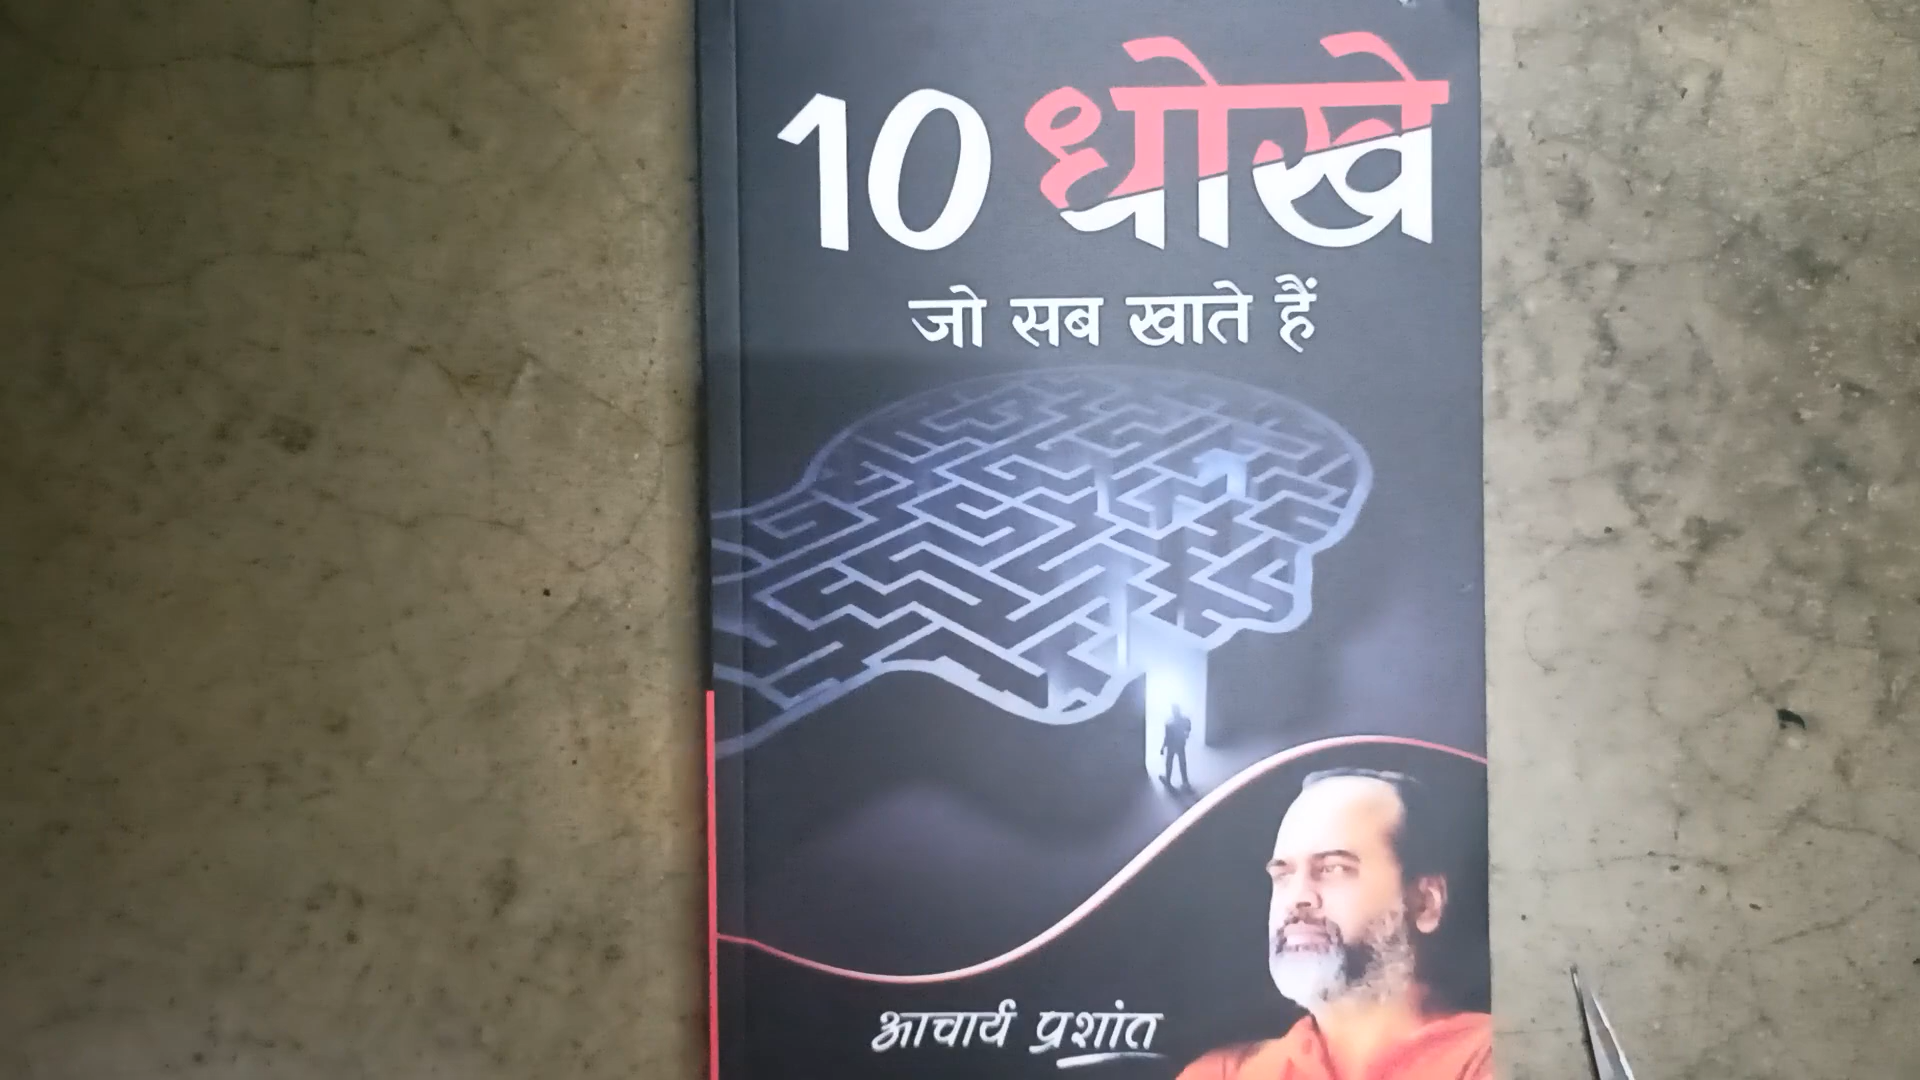 10 धोखे
जो सब खाते हैं
आचार्य प्रशांत